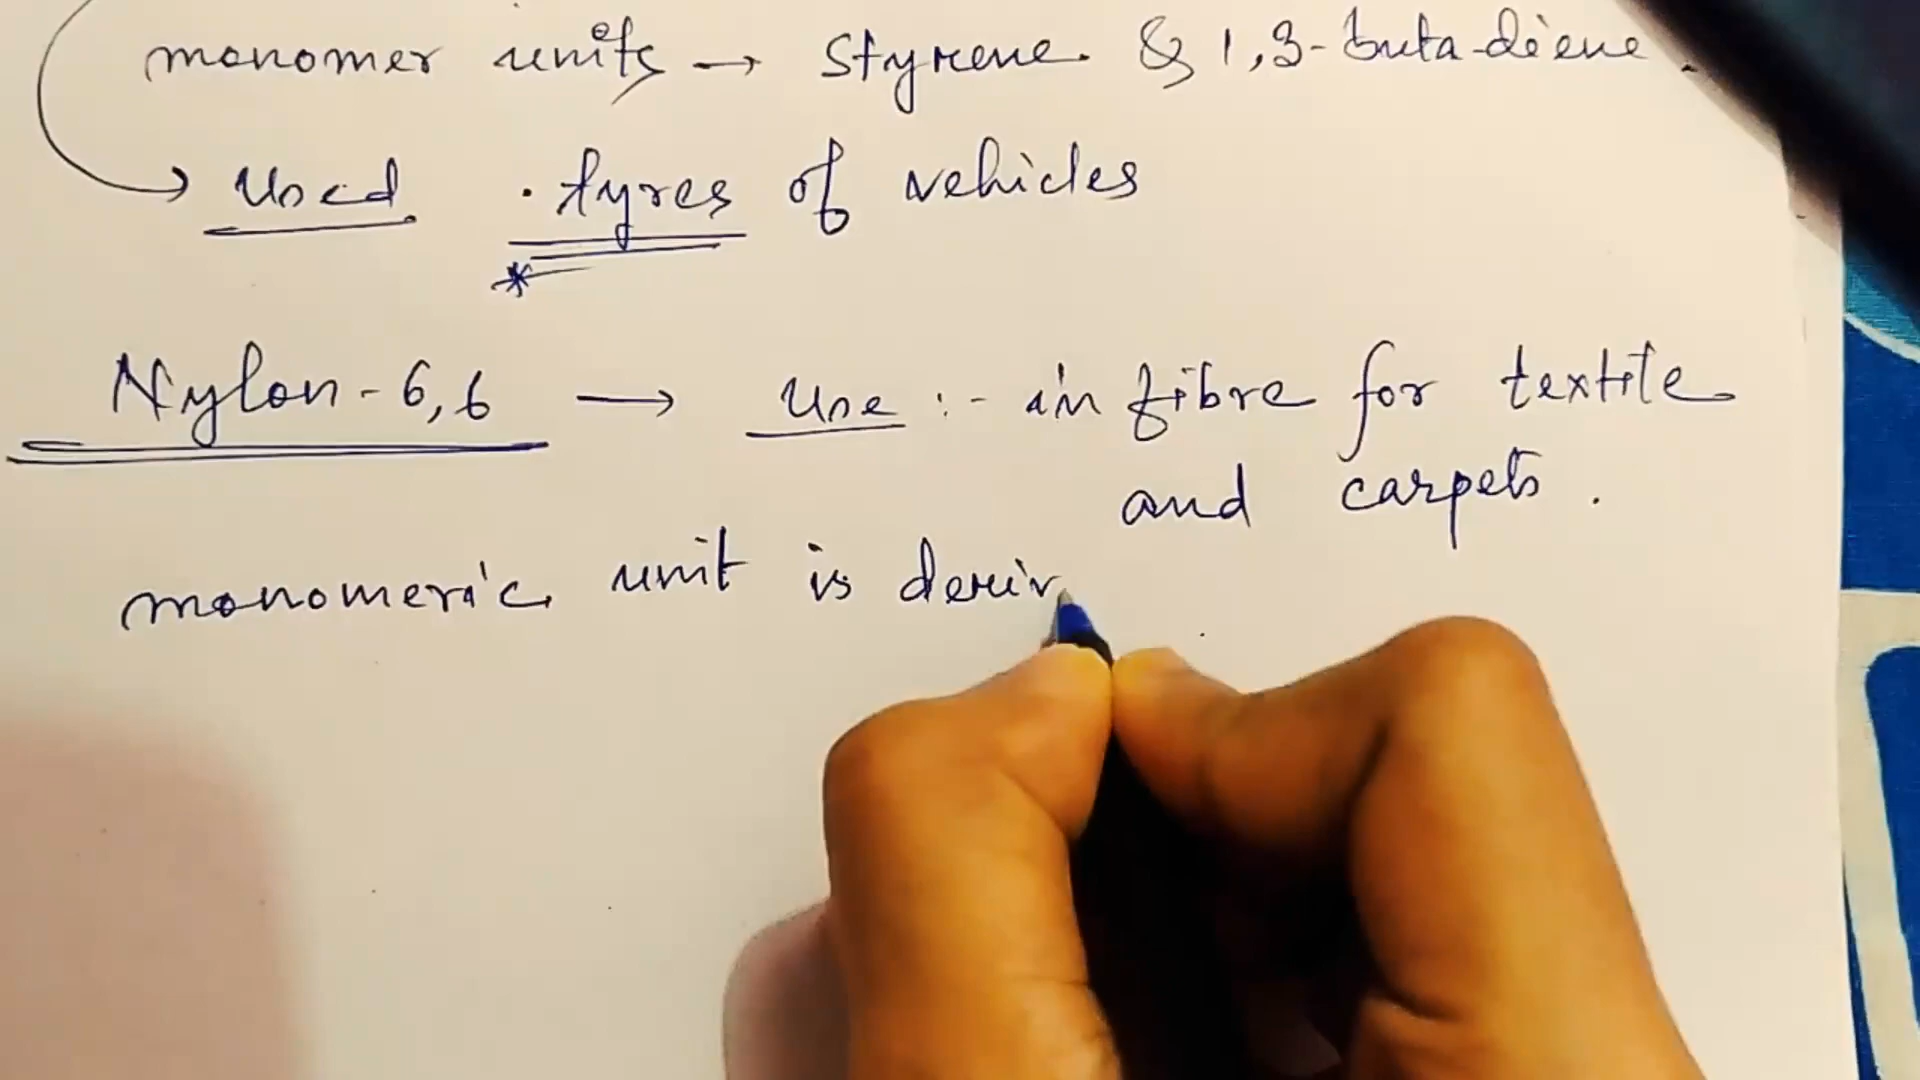 monomer units → Styrene & 1,3-buta-diene.
→ Used · tyres of vehicles
*
Nylon-6,6 → Use :- in fibre for textile
and carpets.
monomeric unit is deriv